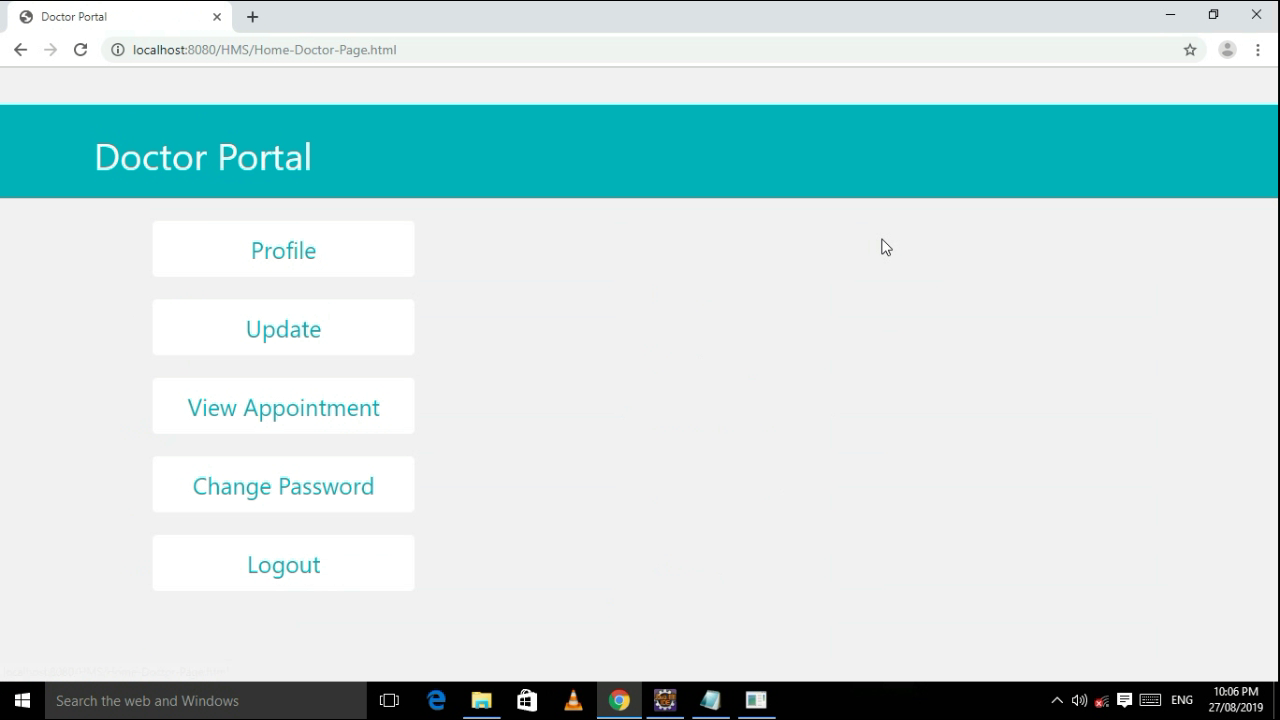 Doctor Portal
localhost:8080/HMS/Home-Doctor-Page.html
Doctor Portal
Profile
Update
View Appointment
Change Password
Logout
Search the web and Windows
ENG
10:06 PM
27/08/2019